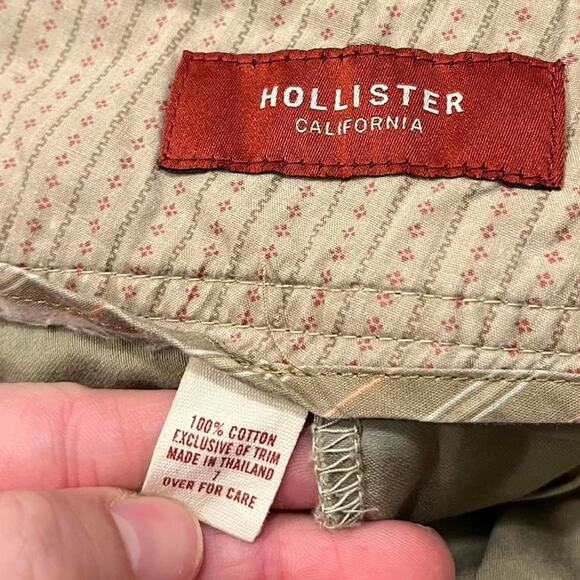 HOLLISTER
CALIFORNIA
100% COTTON
EXCLUSIVE OF TRIM
MADE IN THAILAND
7
OVER FOR CARE